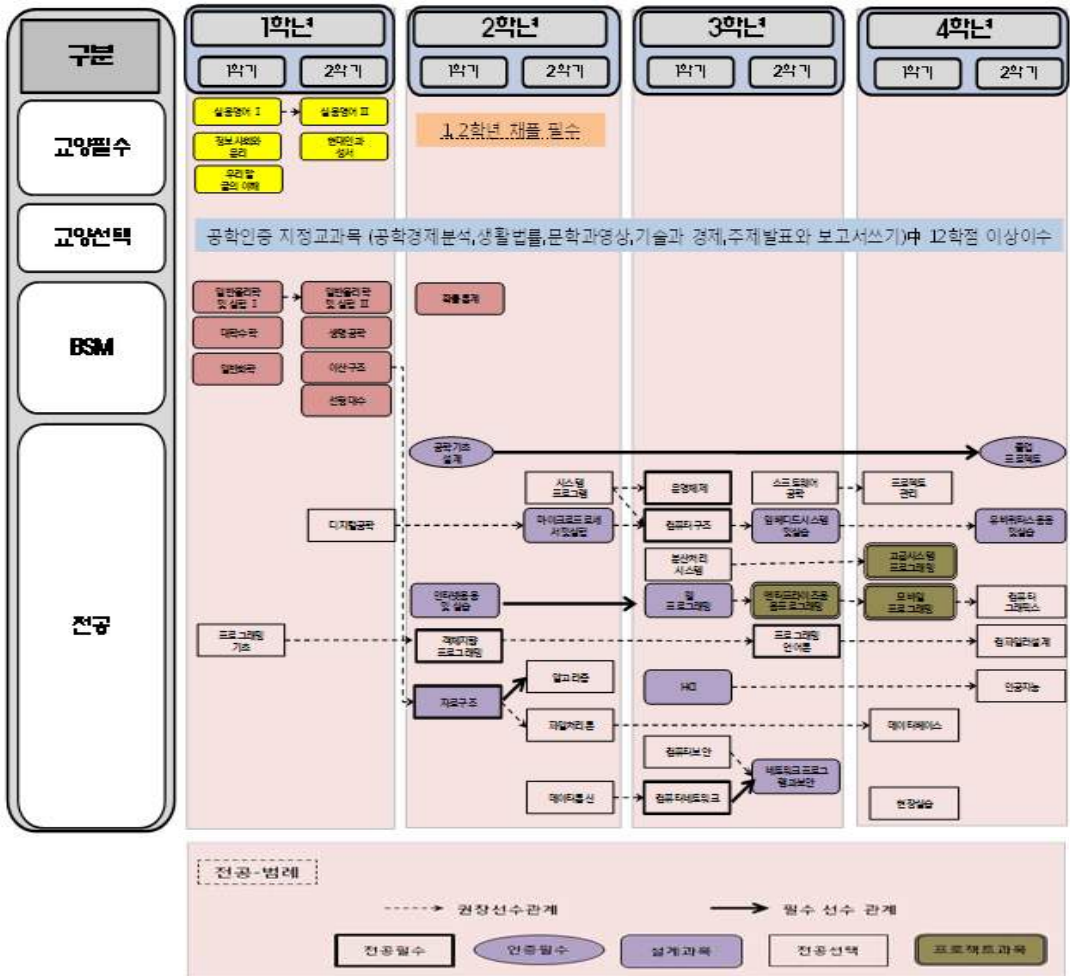 구분
1학년
2학년
3학년
4학년
1학기
2학기
1학기
2학기
1학기
2학기
1학기
2학기
교양필수
실용영어 I
실용영어 II
정보사회와
윤리
현대인과
성서
우리말
글의 이해
1, 2학년 채플 필수
교양선택
공학인증 지정교과목 (공학경제분석,생활법률,문학과영상,기술과 경제,주제발표와 보고서쓰기)中 12학점 이상이수
BSM
일반물리학
및 실험 I
일반물리학
및 실험 II
확률통계
대학수학
생명공학
일반화학
이산구조
선형대수
전공
공학기초
설계
졸업
프로젝트
시스템
프로그램
운영체제
소프트웨어
공학
프로젝트
관리
디지털공학
마이크로프로세
서및실험
컴퓨터구조
임베디드시스템
및실습
유비쿼터스응용
및실습
분산처리
시스템
고급시스템
프로그래밍
인터넷응용
및 실습
웹
프로그래밍
엔터프라이즈응
용프로그래밍
모바일
프로그래밍
컴퓨터
그래픽스
프로그래밍
기초
객체지향
프로그래밍
프로그래밍
언어론
컴파일러설계
자료구조
알고리즘
HCI
인공지능
파일처리론
데이터베이스
컴퓨터보안
네트워크프로그
램과보안
데이터통신
컴퓨터네트워크
현장실습
전공-범례
권장선수관계
필수 선수 관계
전공필수
인증필수
설계과목
전공선택
프로젝트과목